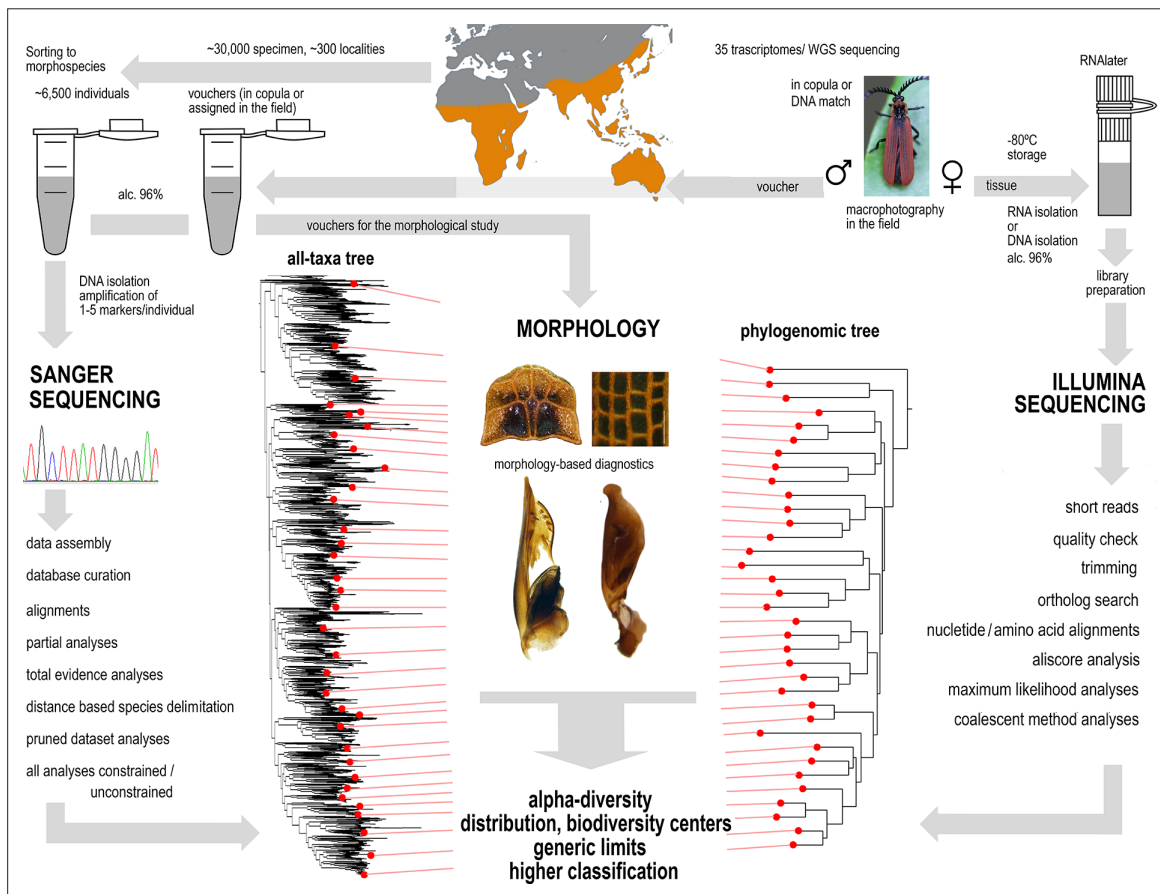 ~30,000 specimen, ~300 localities
Sorting to
morphospecies
~6,500 individuals
vouchers (in copula or
assigned in the field)
alc. 96%
35 trascriptomes/ WGS sequencing
in copula or
DNA match
♂
♀
voucher
macrophotography
in the field
RNAlater
-80ºC
storage
tissue
RNA isolation
or
DNA isolation
alc. 96%
library
preparation
vouchers for the morphological study
DNA isolation
amplification of
1-5 markers/individual
SANGER
SEQUENCING
data assembly
database curation
alignments
partial analyses
total evidence analyses
distance based species delimitation
pruned dataset analyses
all analyses constrained /
unconstrained
all-taxa tree
MORPHOLOGY
morphology-based diagnostics
alpha-diversity
distribution, biodiversity centers
generic limits
higher classification
phylogenomic tree
ILLUMINA
SEQUENCING
short reads
quality check
trimming
ortholog search
nucletide / amino acid alignments
aliscore analysis
maximum likelihood analyses
coalescent method analyses